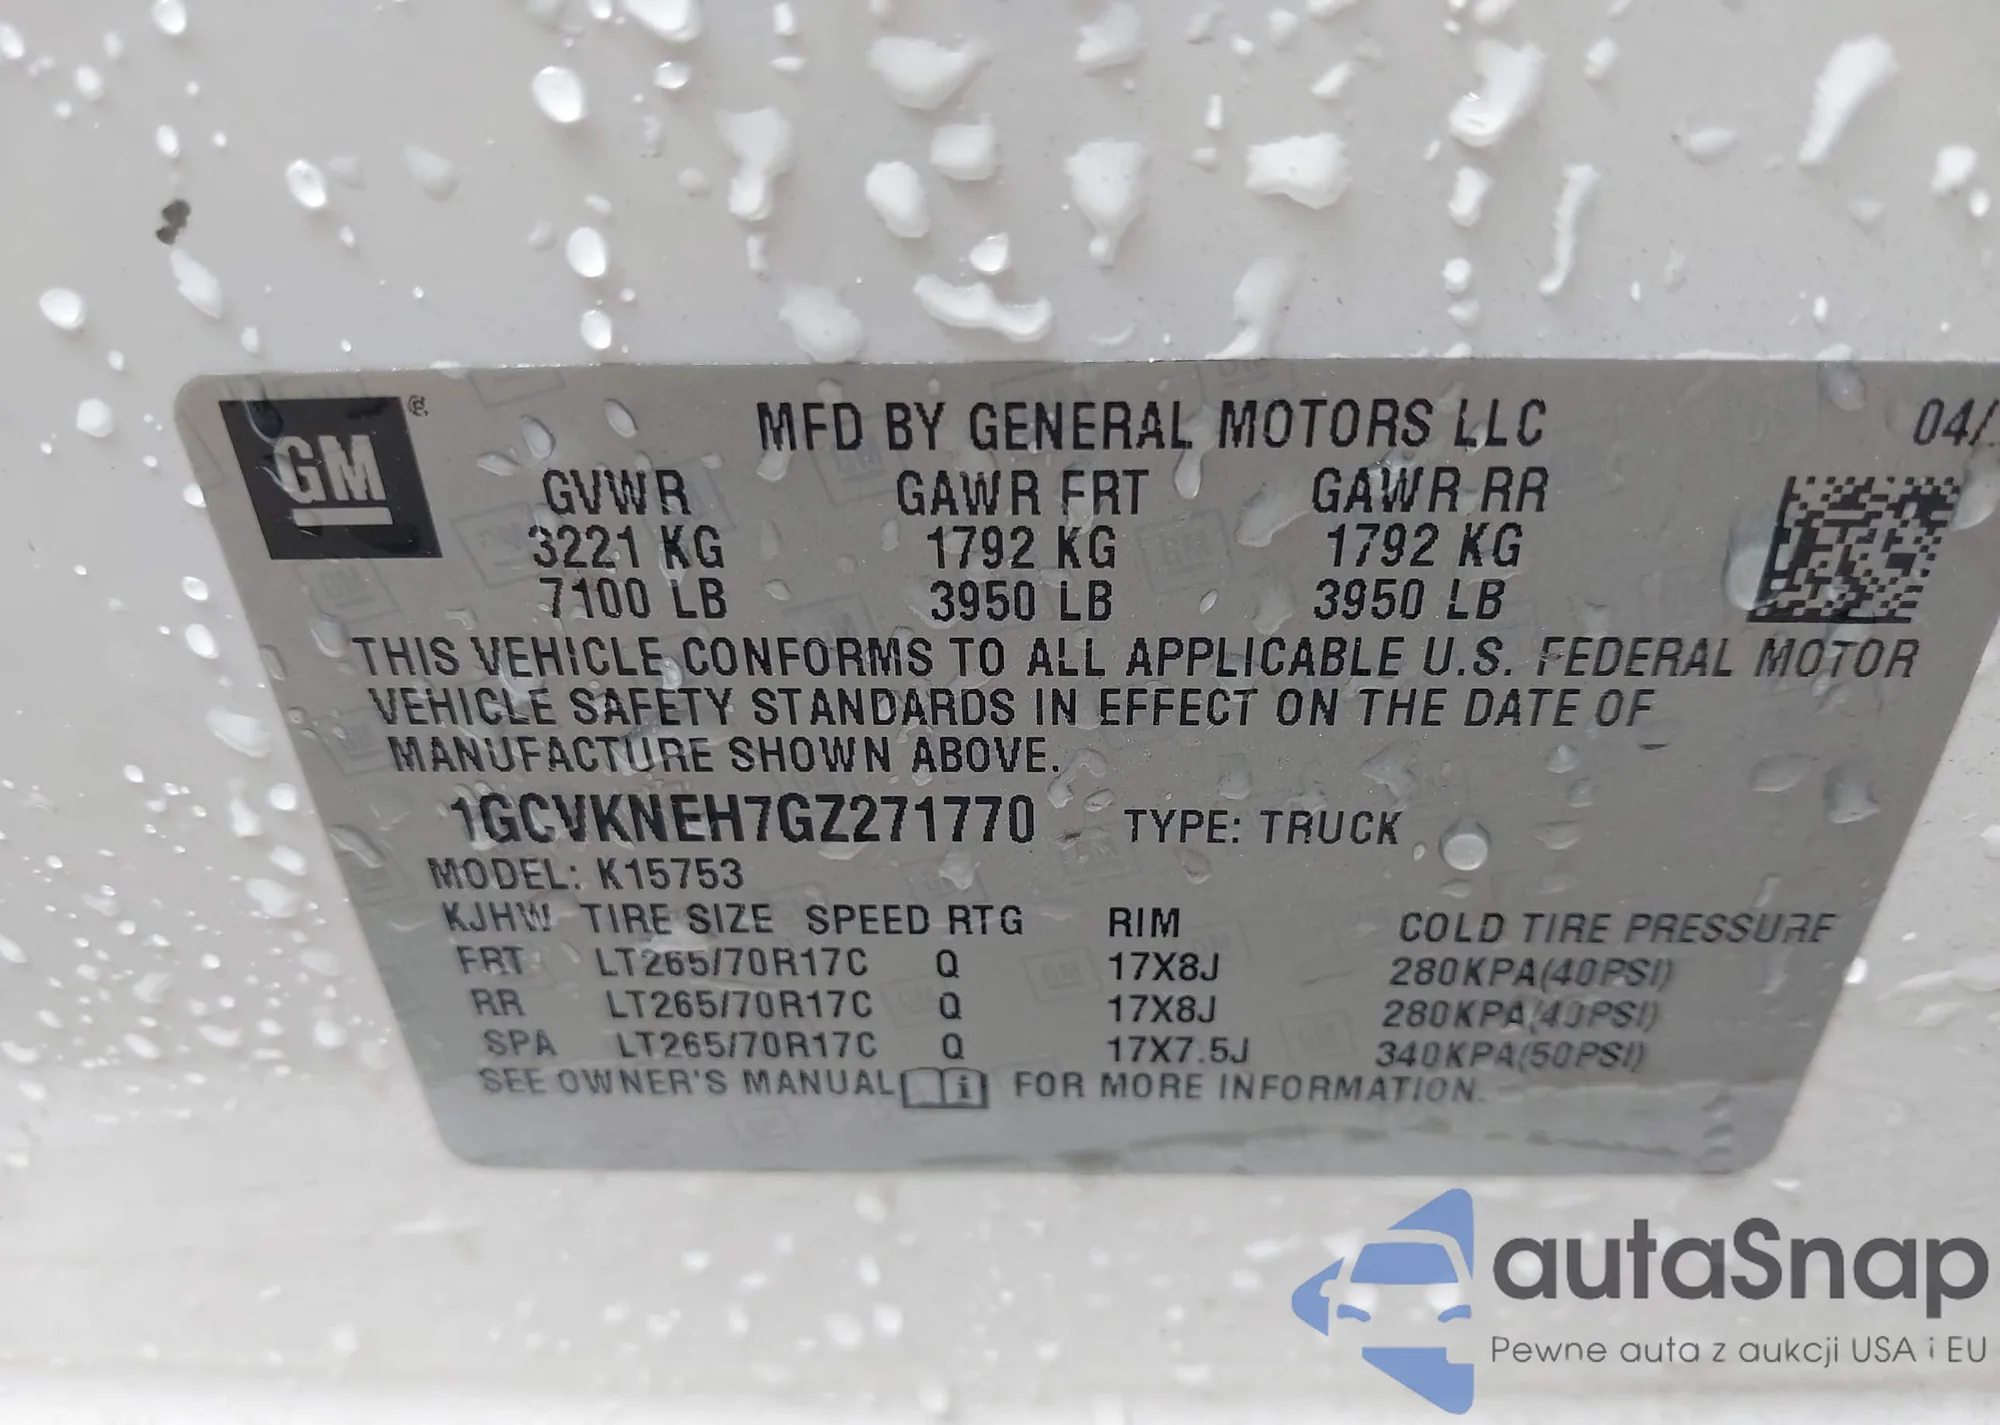 GM
MFD BY GENERAL MOTORS LLC 04/
GVWR GAWR FRT GAWR RR
3221 KG 1792 KG 1792 KG
7100 LB 3950 LB 3950 LB
THIS VEHICLE CONFORMS TO ALL APPLICABLE U.S. FEDERAL MOTOR
VEHICLE SAFETY STANDARDS IN EFFECT ON THE DATE OF
MANUFACTURE SHOWN ABOVE.
1GCVKNEH7GZ271770 TYPE: TRUCK
MODEL: K15753
KJHW TIRE SIZE SPEED RTG RIM COLD TIRE PRESSURE
FRT LT265/70R17C Q 17X8J 280KPA(40PSI)
RR LT265/70R17C Q 17X8J 280KPA(40PSI)
SPA LT265/70R17C Q 17X7.5J 340KPA(50PSI)
SEE OWNER'S MANUAL FOR MORE INFORMATION.
autaSnap
Pewne auta z aukcji USA i EU